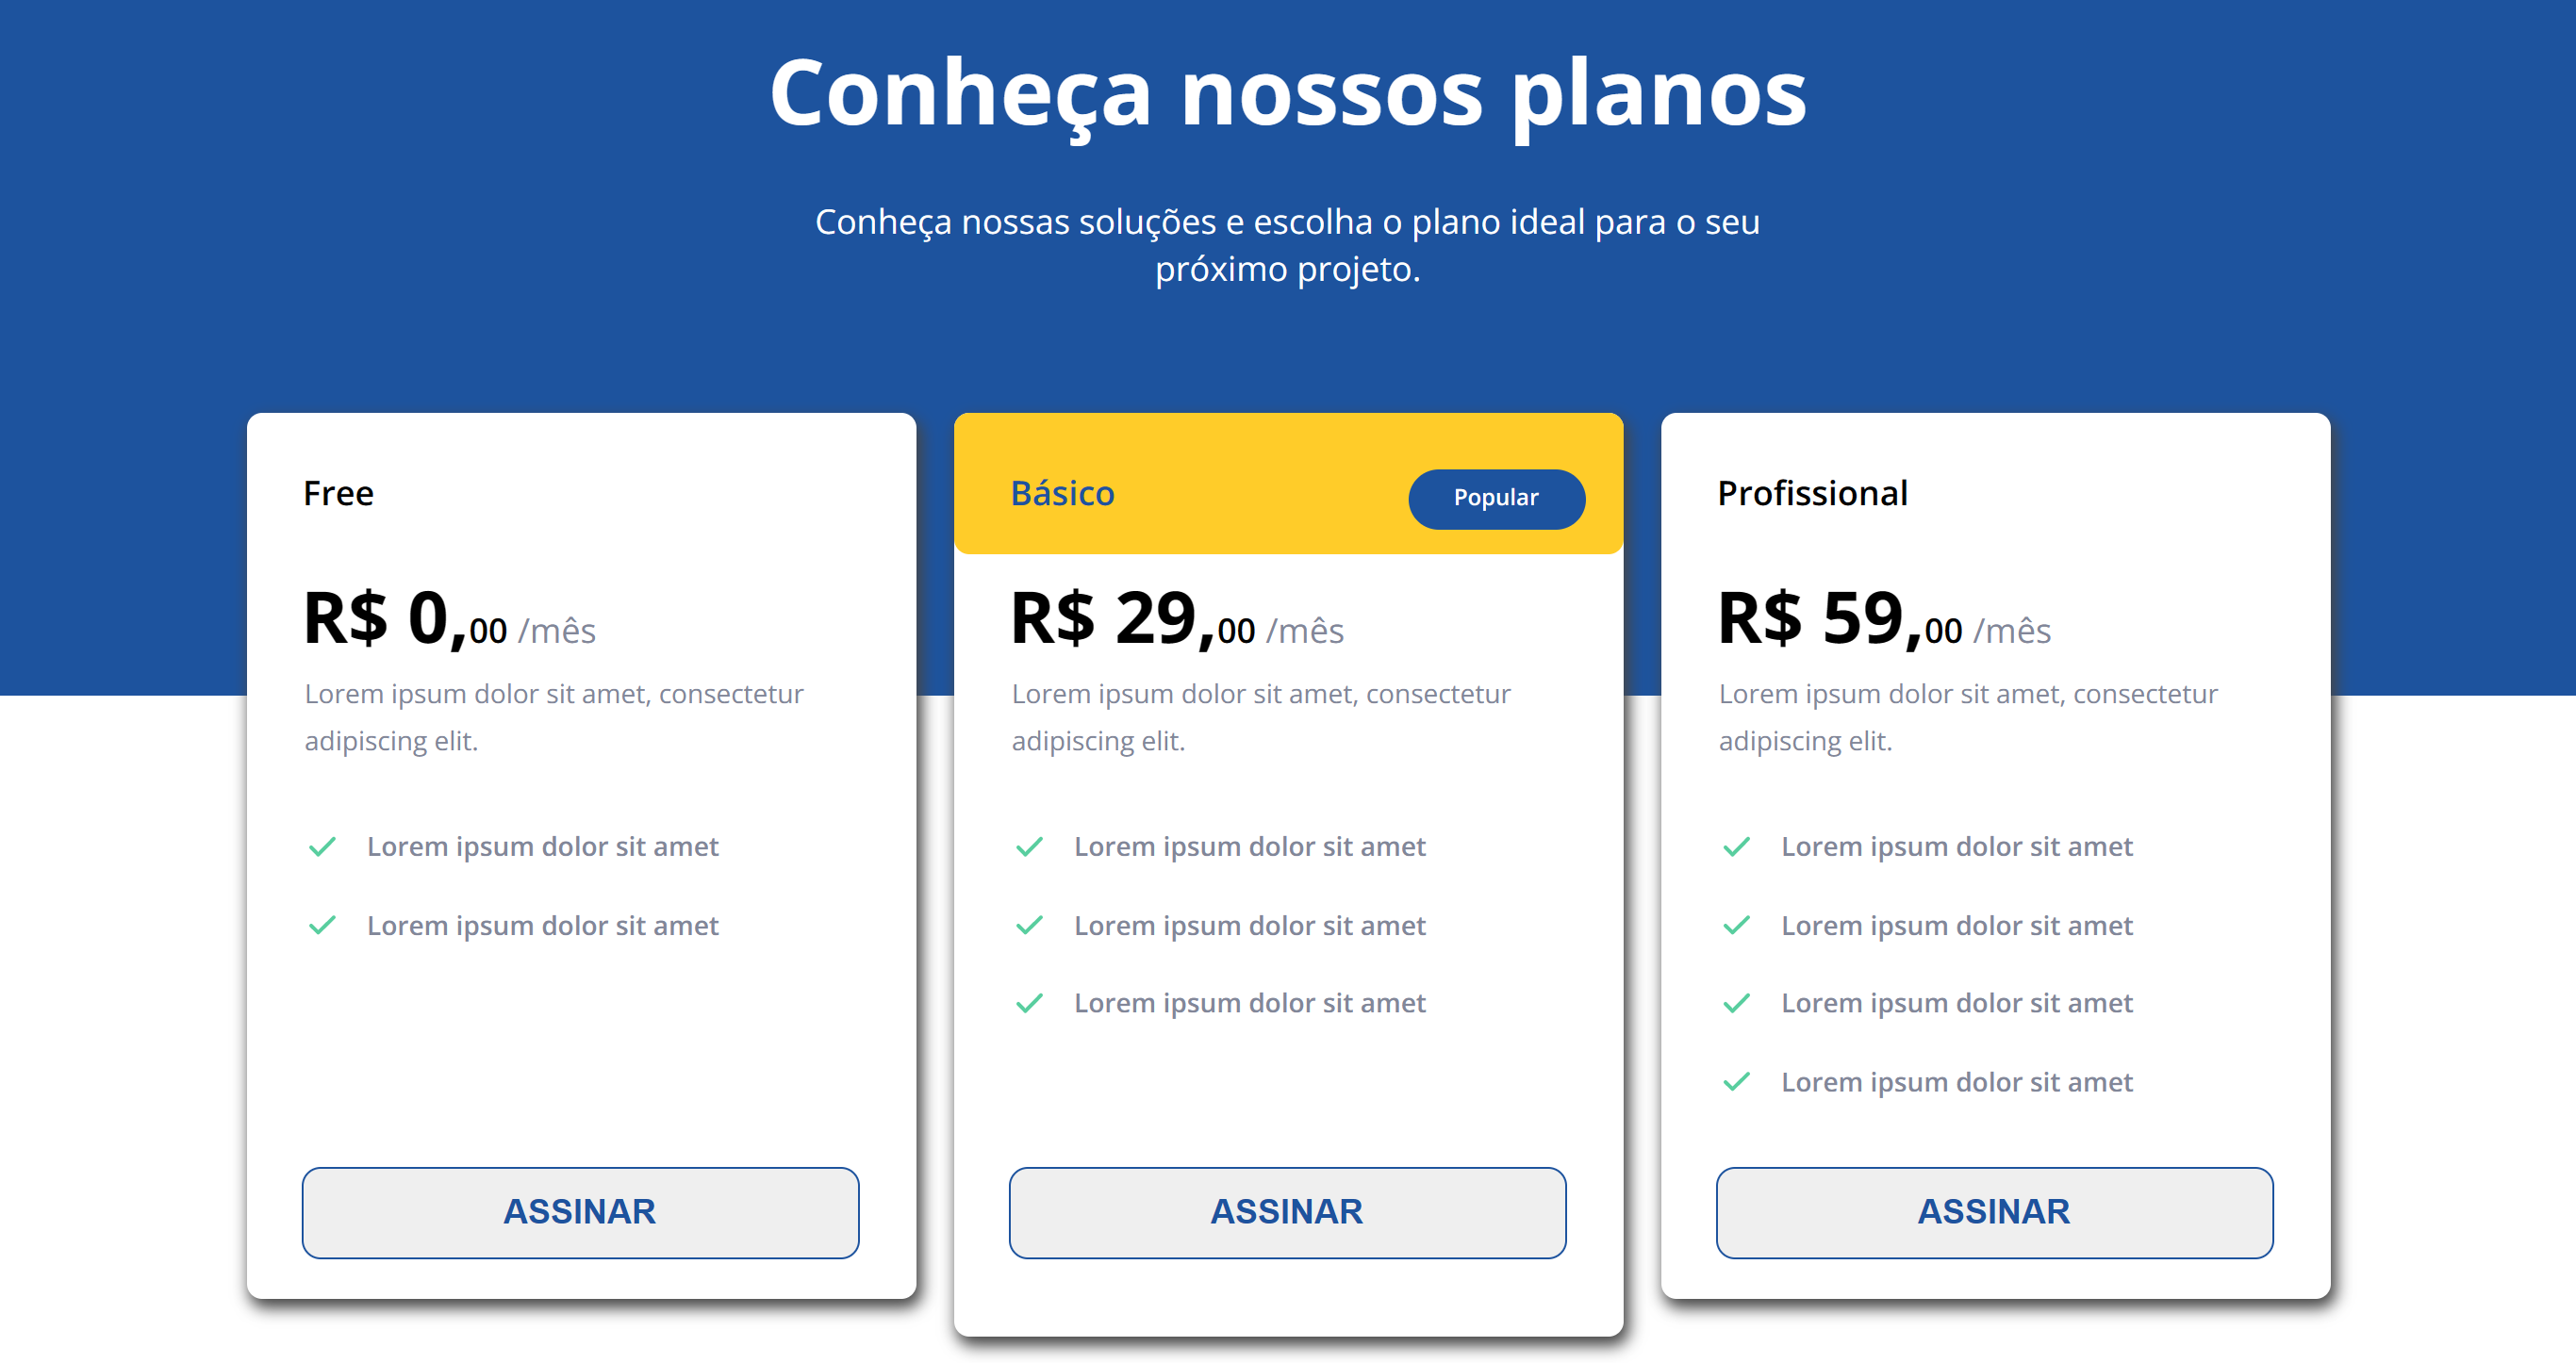 Conheça nossos planos
Conheça nossas soluções e escolha o plano ideal para o seu
próximo projeto.
Free
R$ 0,00 /mês
Lorem ipsum dolor sit amet, consectetur
adipiscing elit.
Lorem ipsum dolor sit amet
Lorem ipsum dolor sit amet
ASSINAR
Básico
Popular
R$ 29,00 /mês
Lorem ipsum dolor sit amet, consectetur
adipiscing elit.
Lorem ipsum dolor sit amet
Lorem ipsum dolor sit amet
Lorem ipsum dolor sit amet
ASSINAR
Profissional
R$ 59,00 /mês
Lorem ipsum dolor sit amet, consectetur
adipiscing elit.
Lorem ipsum dolor sit amet
Lorem ipsum dolor sit amet
Lorem ipsum dolor sit amet
Lorem ipsum dolor sit amet
ASSINAR